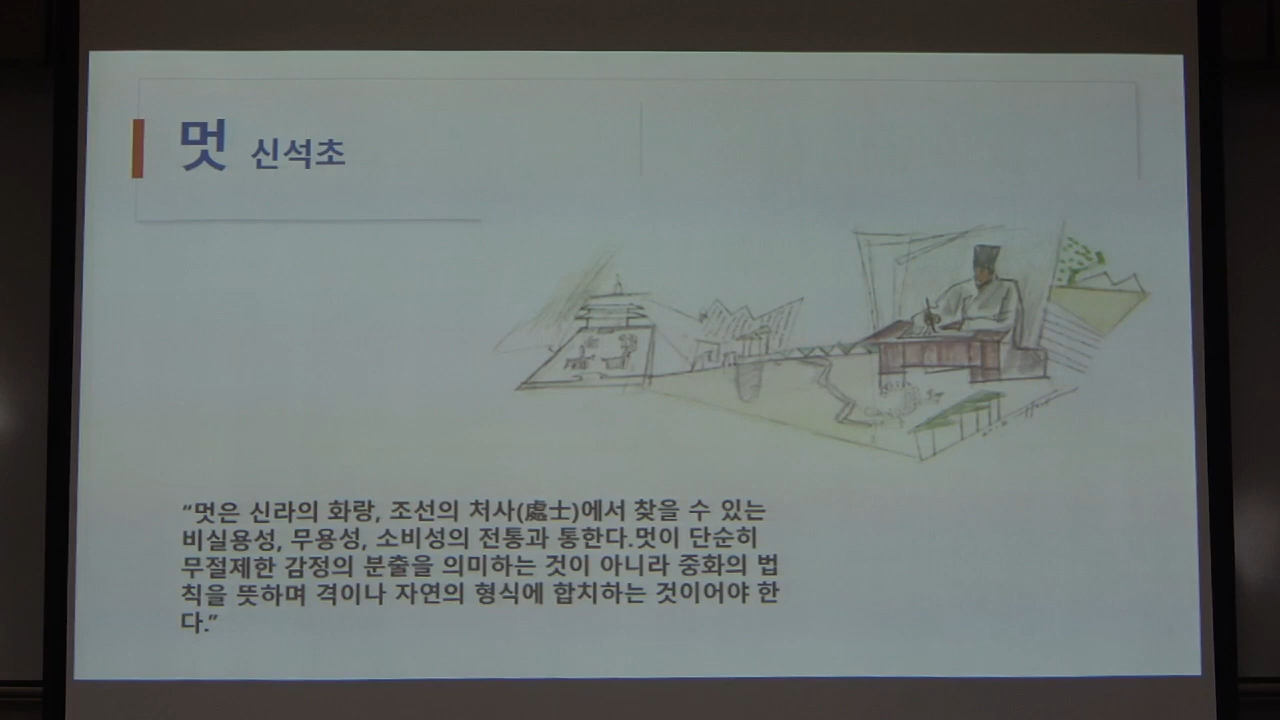 멋 신석초
“멋은 신라의 화랑, 조선의 처사(處士)에서 찾을 수 있는
비실용성, 무용성, 소비성의 전통과 통한다.멋이 단순히
무절제한 감정의 분출을 의미하는 것이 아니라 중화의 법
칙을 뜻하며 격이나 자연의 형식에 합치하는 것이어야 한
다.”